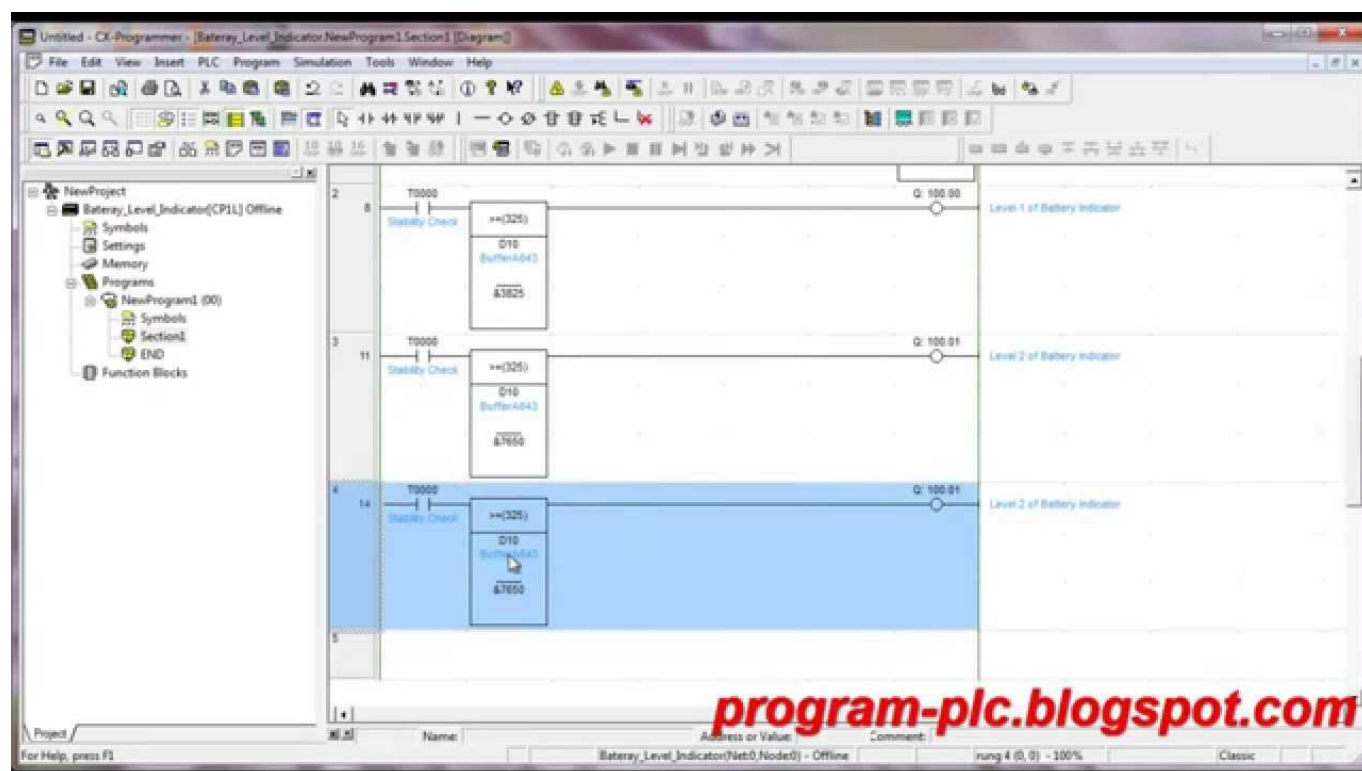 Untitled - CX-Programmer - [Bateray_Level_Indicator.NewProgram1.Section1 [Diagram]]
File Edit View Insert PLC Program Simulation Tools Window Help
NewProject
Bateray_Level_Indicator[CP1L] Offline
Symbols
Settings
Memory
Programs
NewProgram1 (00)
Symbols
Section1
END
Function Blocks
Project
2
8
T0000
Stability Check
>=(325)
D10
BufferA643
&3825
Q: 100.00
Level-1 of Battery Indicator
3
11
T0000
Stability Check
>=(325)
D10
BufferA643
&7650
Q: 100.01
Level 2 of Battery Indicator
4
14
T0000
Stability Check
>=(325)
D10
BufferA643
&7650
Q: 100.01
Level 2 of Battery Indicator
5
program-plc.blogspot.com
Name:
Address or Value:
Comment:
For Help, press F1
Bateray_Level_Indicator(Net:0,Node:0) - Offline
rung 4 (0, 0) - 100%
Classic